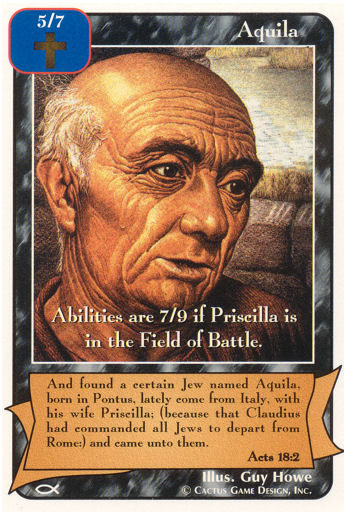 5/7
Aquila
Abilities are 7/9 if Priscilla is
in the Field of Battle.
And found a certain Jew named Aquila,
born in Pontus, lately come from Italy, with
his wife Priscilla; (because that Claudius
had commanded all Jews to depart from
Rome:) and came unto them.
Acts 18:2
Illus. Guy Howe
© Cactus Game Design, Inc.